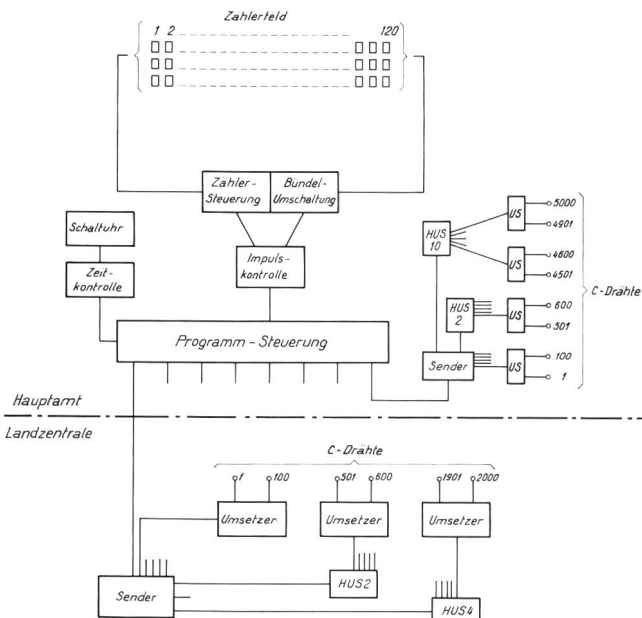 Zählerfeld
1 2 120
Zähler-
Steuerung
Bündel-
Umschaltung
Schaltuhr
Zeit-
kontrolle
Impuls-
kontrolle
Programm-Steuerung
HUS
10
US
5000
4901
US
4600
4501
HUS
2
US
600
501
Sender
US
100
1
C-Drähte
Hauptamt
Landzentrale
C-Drähte
1 100
501 600
1901 2000
Umsetzer
Umsetzer
Umsetzer
Sender
HUS2
HUS4